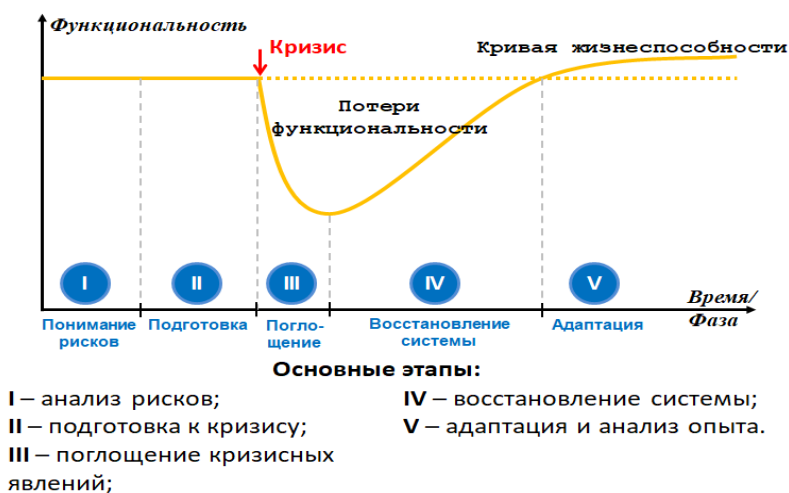 Функциональность
Кризис
Кривая жизнеспособности
Потери
функциональности
I
II
III
IV
V
Время/
Фаза
Понимание
рисков
Подготовка
Погло-
щение
Восстановление
системы
Адаптация
Основные этапы:
I – анализ рисков;
II – подготовка к кризису;
III – поглощение кризисных
явлений;
IV – восстановление системы;
V – адаптация и анализ опыта.